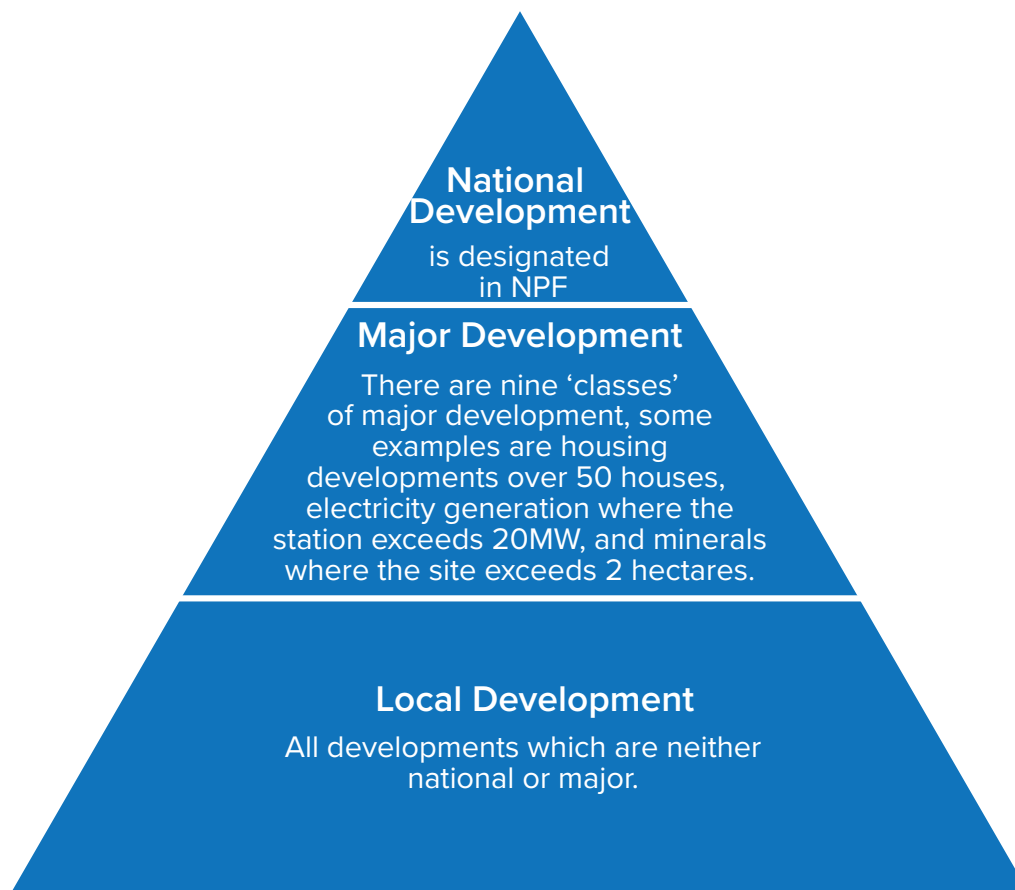 National
Development
is designated
in NPF
Major Development
There are nine ‘classes’
of major development, some
examples are housing
developments over 50 houses,
electricity generation where the
station exceeds 20MW, and minerals
where the site exceeds 2 hectares.
Local Development
All developments which are neither
national or major.